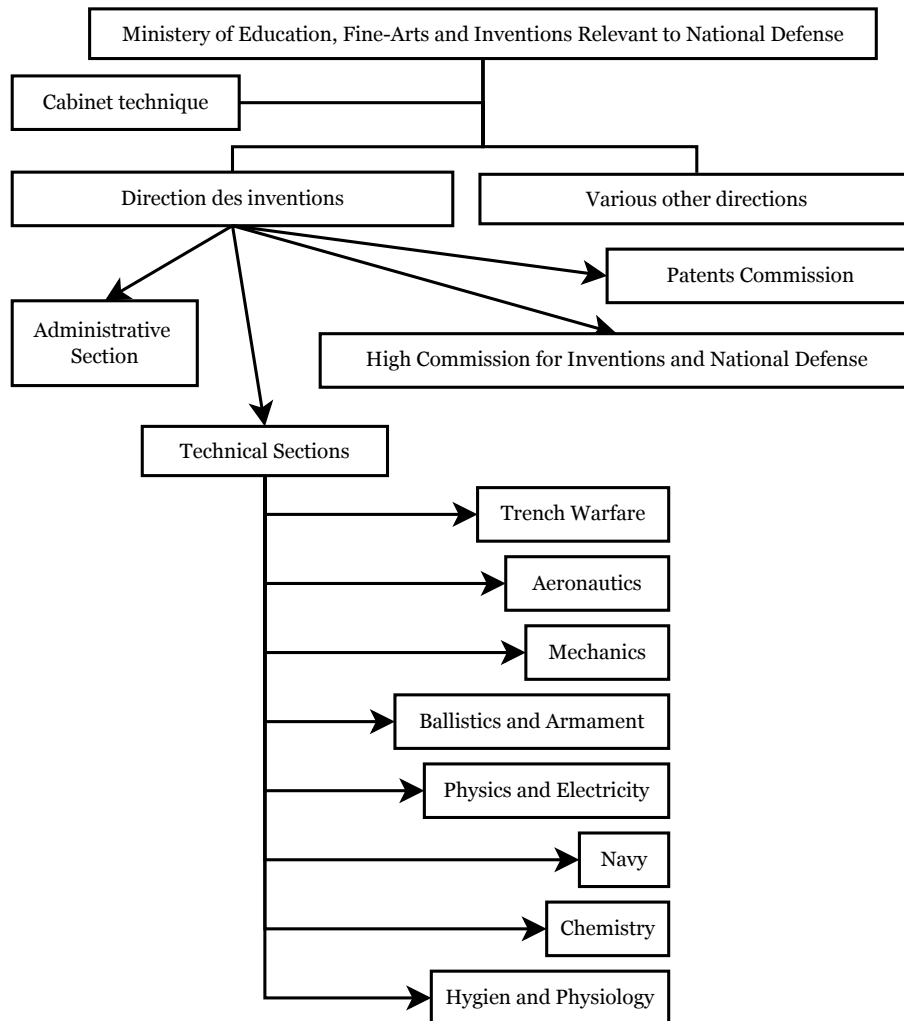 Ministery of Education, Fine-Arts and Inventions Relevant to National Defense
Cabinet technique
Direction des inventions
Various other directions
Patents Commission
Administrative
Section
High Commission for Inventions and National Defense
Technical Sections
Trench Warfare
Aeronautics
Mechanics
Ballistics and Armament
Physics and Electricity
Navy
Chemistry
Hygien and Physiology